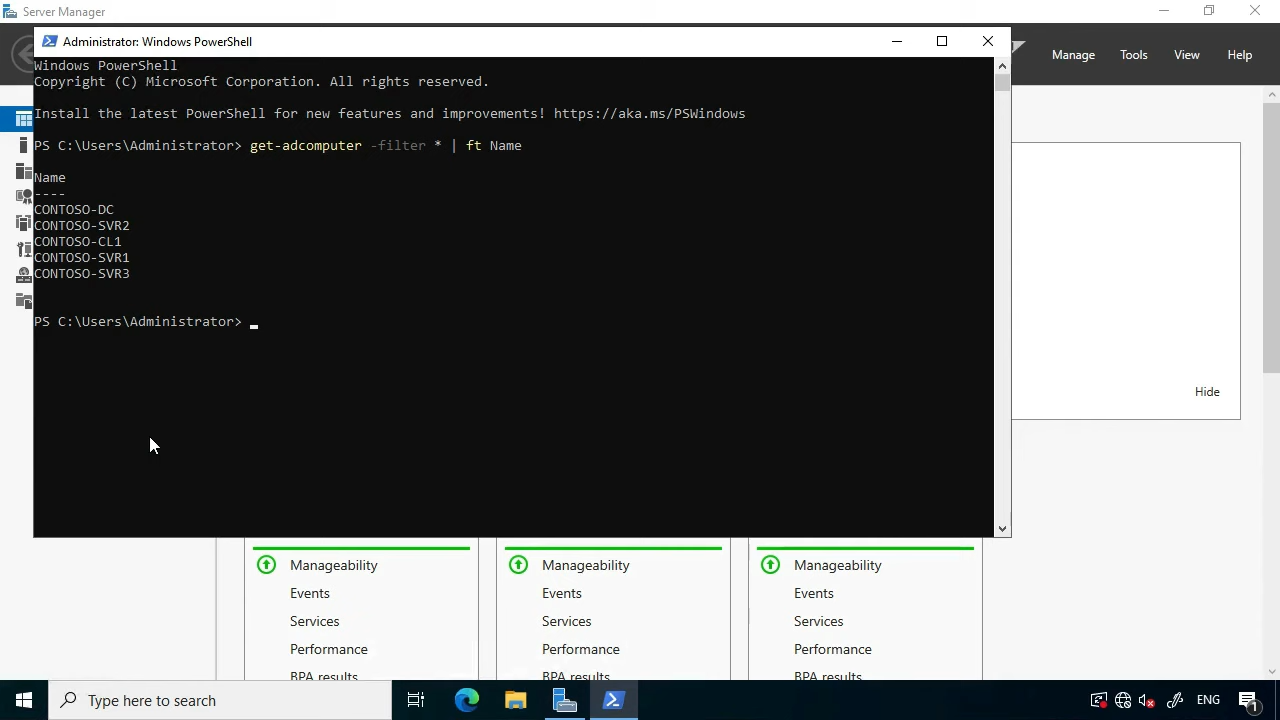 Server Manager
Administrator: Windows PowerShell
Manage Tools View Help
Windows PowerShell
Copyright (C) Microsoft Corporation. All rights reserved.
Install the latest PowerShell for new features and improvements! https://aka.ms/PSWindows
PS C:\Users\Administrator> get-adcomputer -filter * | ft Name
Name
----
CONTOSO-DC
CONTOSO-SVR2
CONTOSO-CL1
CONTOSO-SVR1
CONTOSO-SVR3
PS C:\Users\Administrator>
Hide
Manageability Manageability Manageability
Events Events Events
Services Services Services
Performance Performance Performance
BPA results BPA results BPA results
Type here to search
ENG
1